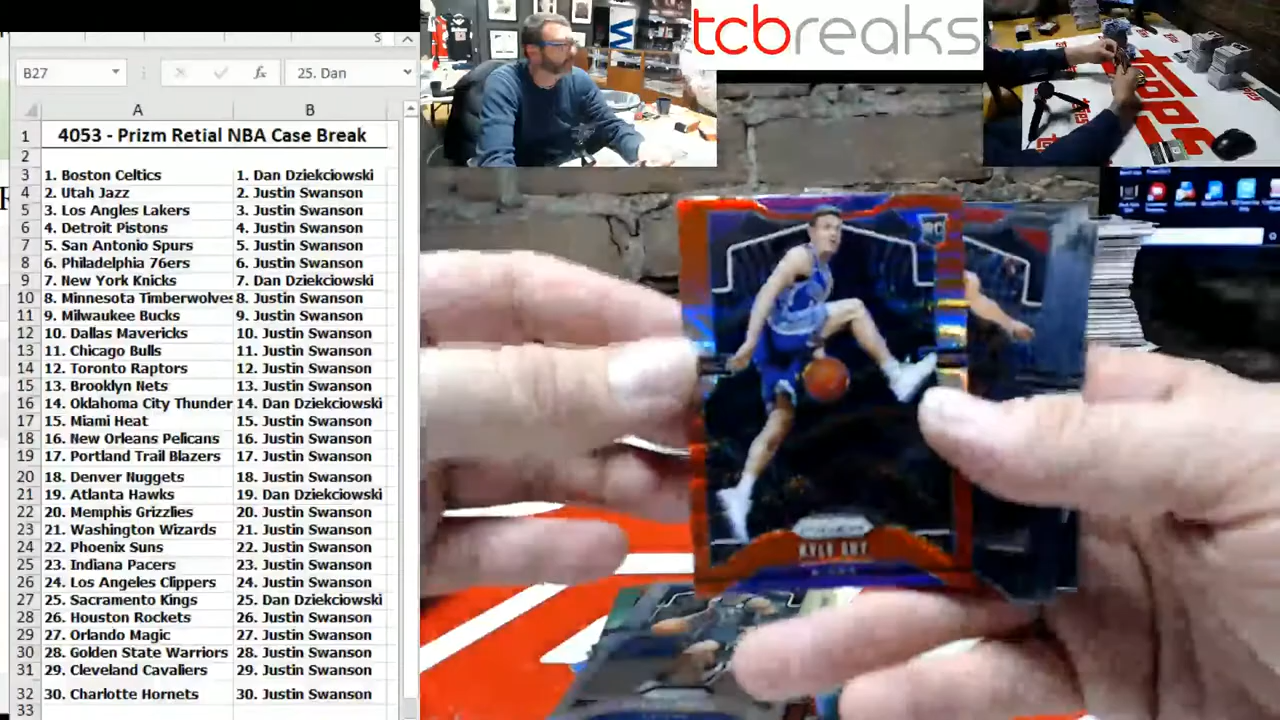 S
B27
fx
25. Dan
A B
1 4053 - Prizm Retial NBA Case Break
2
3 1. Boston Celtics 1. Dan Dziekciowski
4 2. Utah Jazz 2. Justin Swanson
5 3. Los Angles Lakers 3. Justin Swanson
6 4. Detroit Pistons 4. Justin Swanson
7 5. San Antonio Spurs 5. Justin Swanson
8 6. Philadelphia 76ers 6. Justin Swanson
9 7. New York Knicks 7. Dan Dziekciowski
10 8. Minnesota Timberwolves 8. Justin Swanson
11 9. Milwaukee Bucks 9. Justin Swanson
12 10. Dallas Mavericks 10. Justin Swanson
13 11. Chicago Bulls 11. Justin Swanson
14 12. Toronto Raptors 12. Justin Swanson
15 13. Brooklyn Nets 13. Justin Swanson
16 14. Oklahoma City Thunder 14. Dan Dziekciowski
17 15. Miami Heat 15. Justin Swanson
18 16. New Orleans Pelicans 16. Justin Swanson
19 17. Portland Trail Blazers 17. Justin Swanson
20 18. Denver Nuggets 18. Justin Swanson
21 19. Atlanta Hawks 19. Dan Dziekciowski
22 20. Memphis Grizzlies 20. Justin Swanson
23 21. Washington Wizards 21. Justin Swanson
24 22. Phoenix Suns 22. Justin Swanson
25 23. Indiana Pacers 23. Justin Swanson
26 24. Los Angeles Clippers 24. Justin Swanson
27 25. Sacramento Kings 25. Dan Dziekciowski
28 26. Houston Rockets 26. Justin Swanson
29 27. Orlando Magic 27. Justin Swanson
30 28. Golden State Warriors 28. Justin Swanson
31 29. Cleveland Cavaliers 29. Justin Swanson
32 30. Charlotte Hornets 30. Justin Swanson
33
tcbreaks
W
TOPPS
RC
KYLE GUY